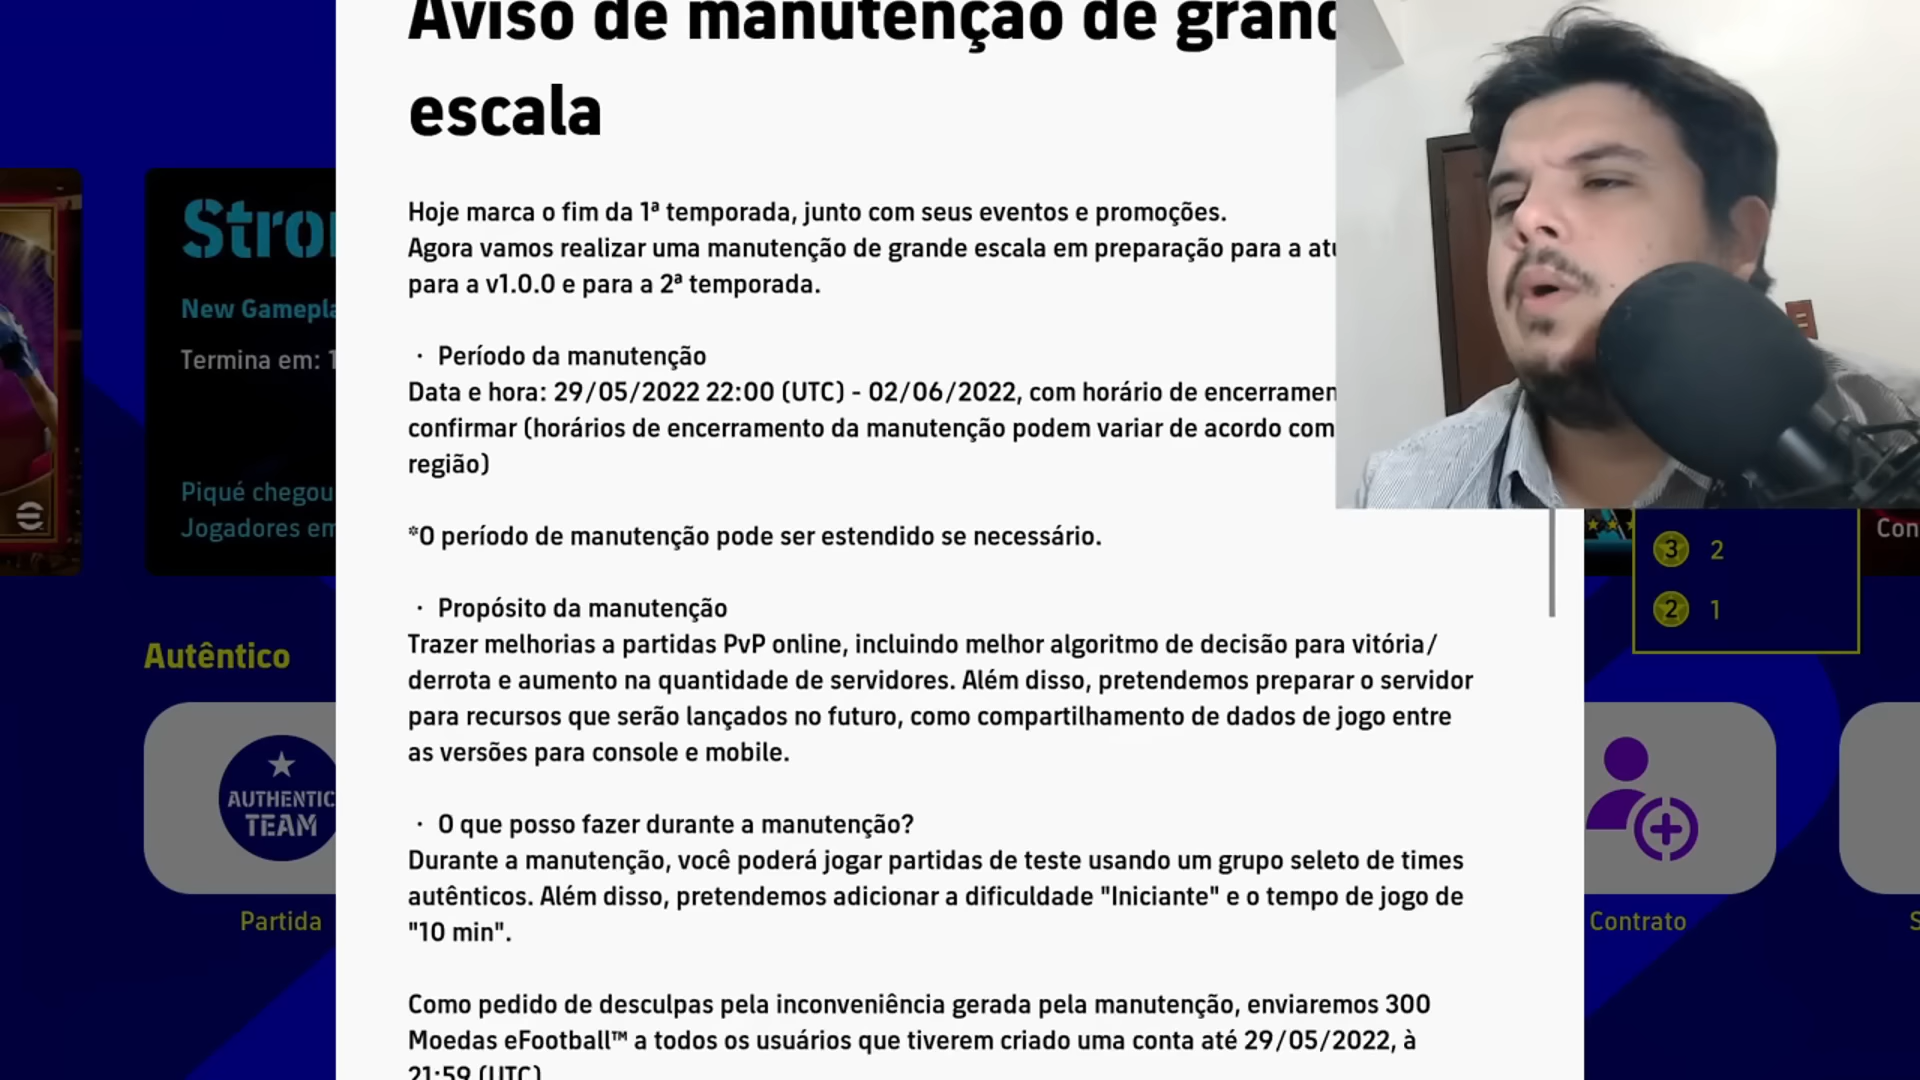 Aviso de manutenção de grand
escala
Hoje marca o fim da 1ª temporada, junto com seus eventos e promoções.
Agora vamos realizar uma manutenção de grande escala em preparação para a atu
para a v1.0.0 e para a 2ª temporada.
· Período da manutenção
Data e hora: 29/05/2022 22:00 (UTC) - 02/06/2022, com horário de encerramen
confirmar (horários de encerramento da manutenção podem variar de acordo com
região)
*O período de manutenção pode ser estendido se necessário.
· Propósito da manutenção
Trazer melhorias a partidas PvP online, incluindo melhor algoritmo de decisão para vitória/
derrota e aumento na quantidade de servidores. Além disso, pretendemos preparar o servidor
para recursos que serão lançados no futuro, como compartilhamento de dados de jogo entre
as versões para console e mobile.
· O que posso fazer durante a manutenção?
Durante a manutenção, você poderá jogar partidas de teste usando um grupo seleto de times
autênticos. Além disso, pretendemos adicionar a dificuldade "Iniciante" e o tempo de jogo de
"10 min".
Como pedido de desculpas pela inconveniência gerada pela manutenção, enviaremos 300
Moedas eFootball™ a todos os usuários que tiverem criado uma conta até 29/05/2022, à
21:59 (UTC)
Stro
New Gamepla
Termina em: 1
Piqué chegou
Jogadores em
Autêntico
AUTHENTIC
TEAM
Partida
3 2
2 1
Con
Contrato
S